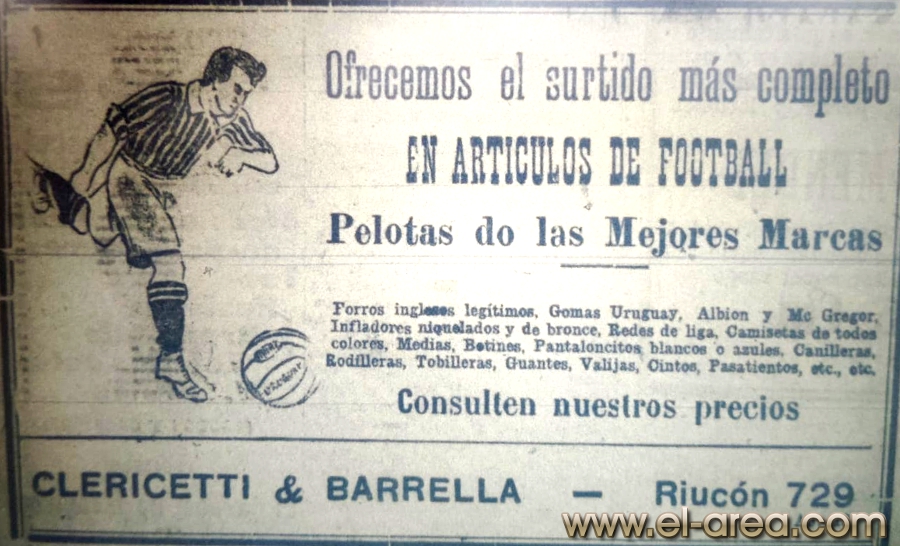 Ofrecemos el surtido más completo
EN ARTICULOS DE FOOTBALL
Pelotas do las Mejores Marcas
Forros ingleses legítimos, Gomas Uruguay, Albion y Mc Gregor,
Infladores niquelados y de bronce, Redes de liga, Camisetas de todos
colores, Medias, Botines, Pantaloncitos blancos o azules, Canilleras,
Rodilleras, Tobilleras, Guantes, Valijas, Cintos, Pasatientos, etc., etc.
Consulten nuestros precios
CLERICETTI & BARRELLA — Riucón 729
www.el-area.com